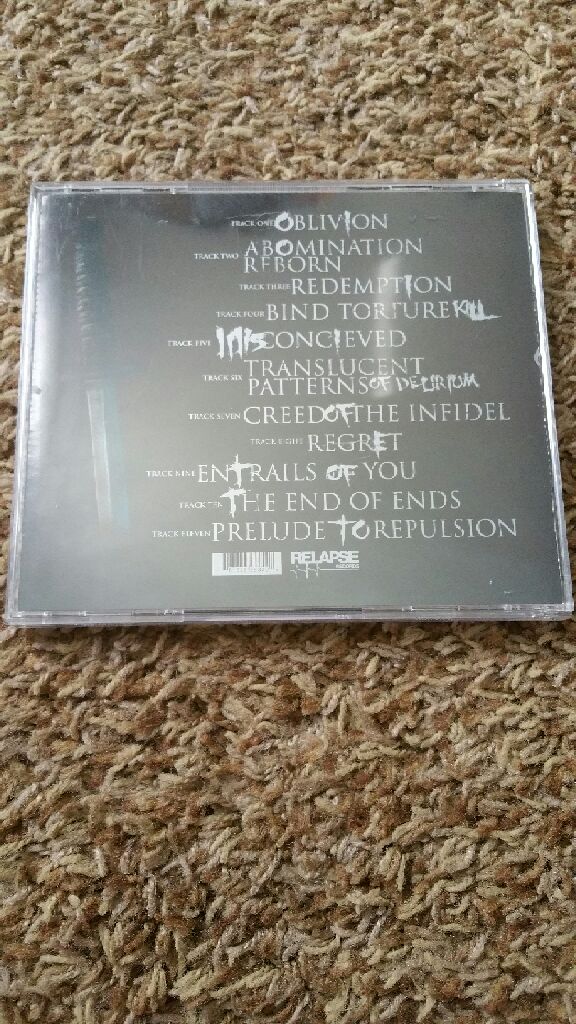 TRACK ONE OBLIVION
TRACK TWO ABOMINATION
REBORN
TRACK THREE REDEMPTION
TRACK FOUR BIND TORTURE KILL
TRACK FIVE MISCONCIEVED
TRACK SIX TRANSLUCENT
PATTERNS OF DELIRIUM
TRACK SEVEN CREED OF THE INFIDEL
TRACK EIGHT REGRET
TRACK NINE ENTRAILS OF YOU
TRACK TEN THE END OF ENDS
TRACK ELEVEN PRELUDE TO REPULSION
RELAPSE
RECORDS